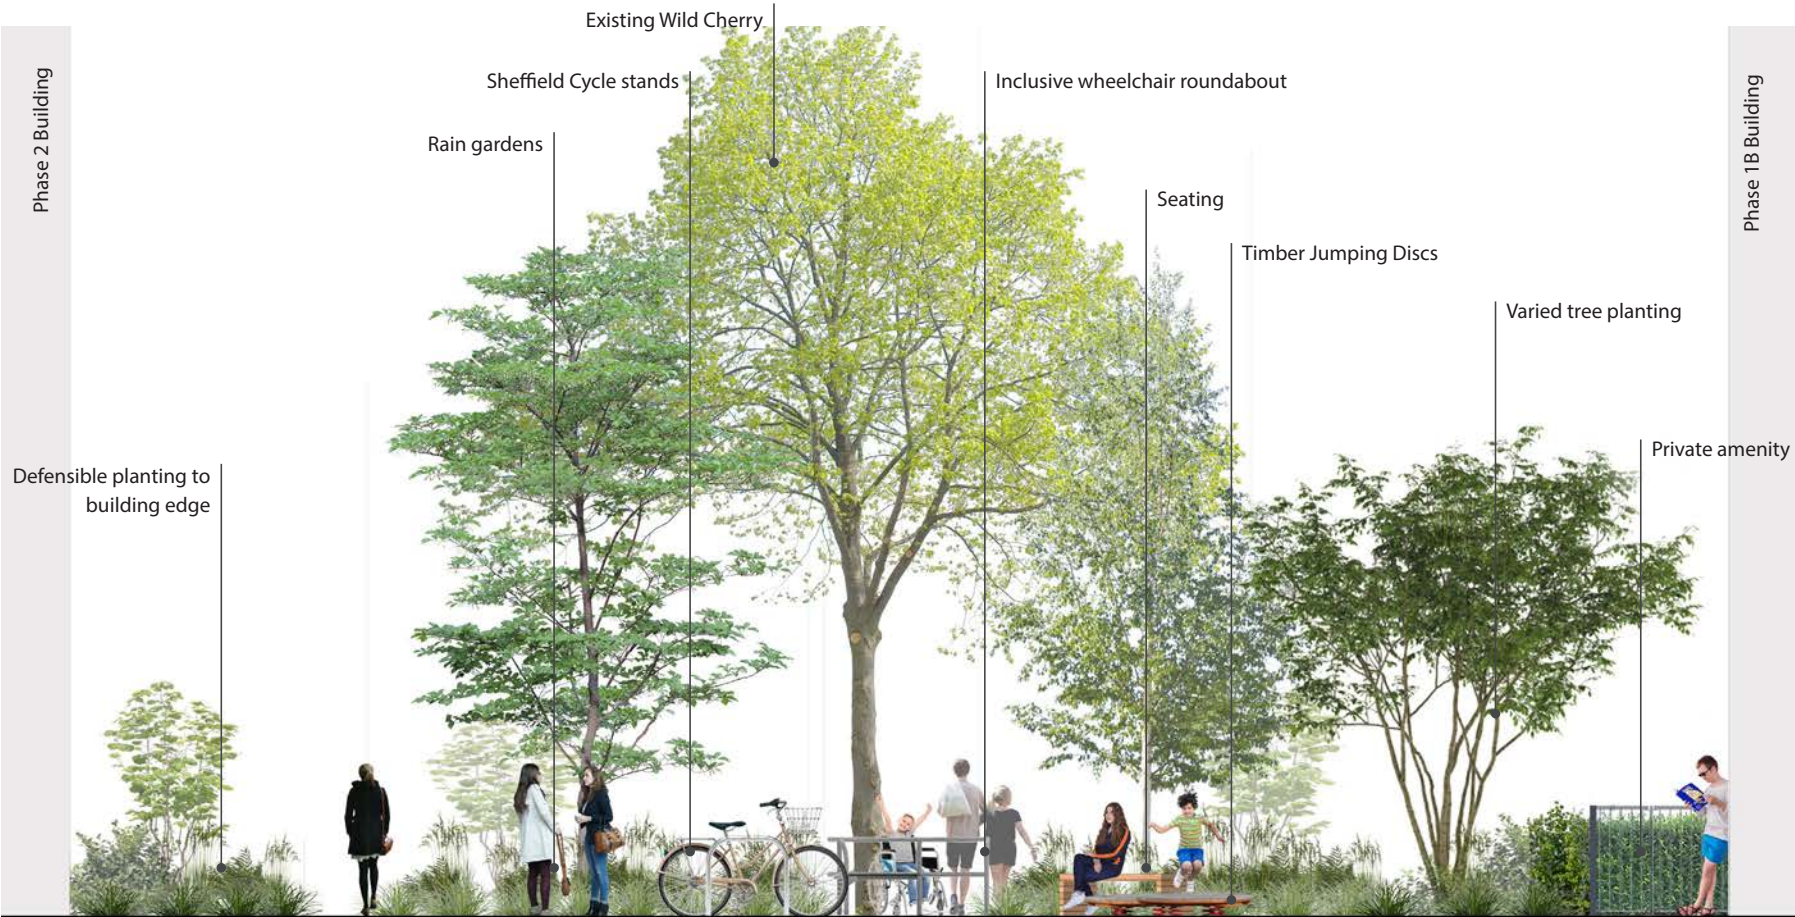 Existing Wild Cherry
Sheffield Cycle stands
Inclusive wheelchair roundabout
Rain gardens
Seating
Timber Jumping Discs
Varied tree planting
Private amenity
Defensible planting to
building edge
Phase 2 Building
Phase 1B Building